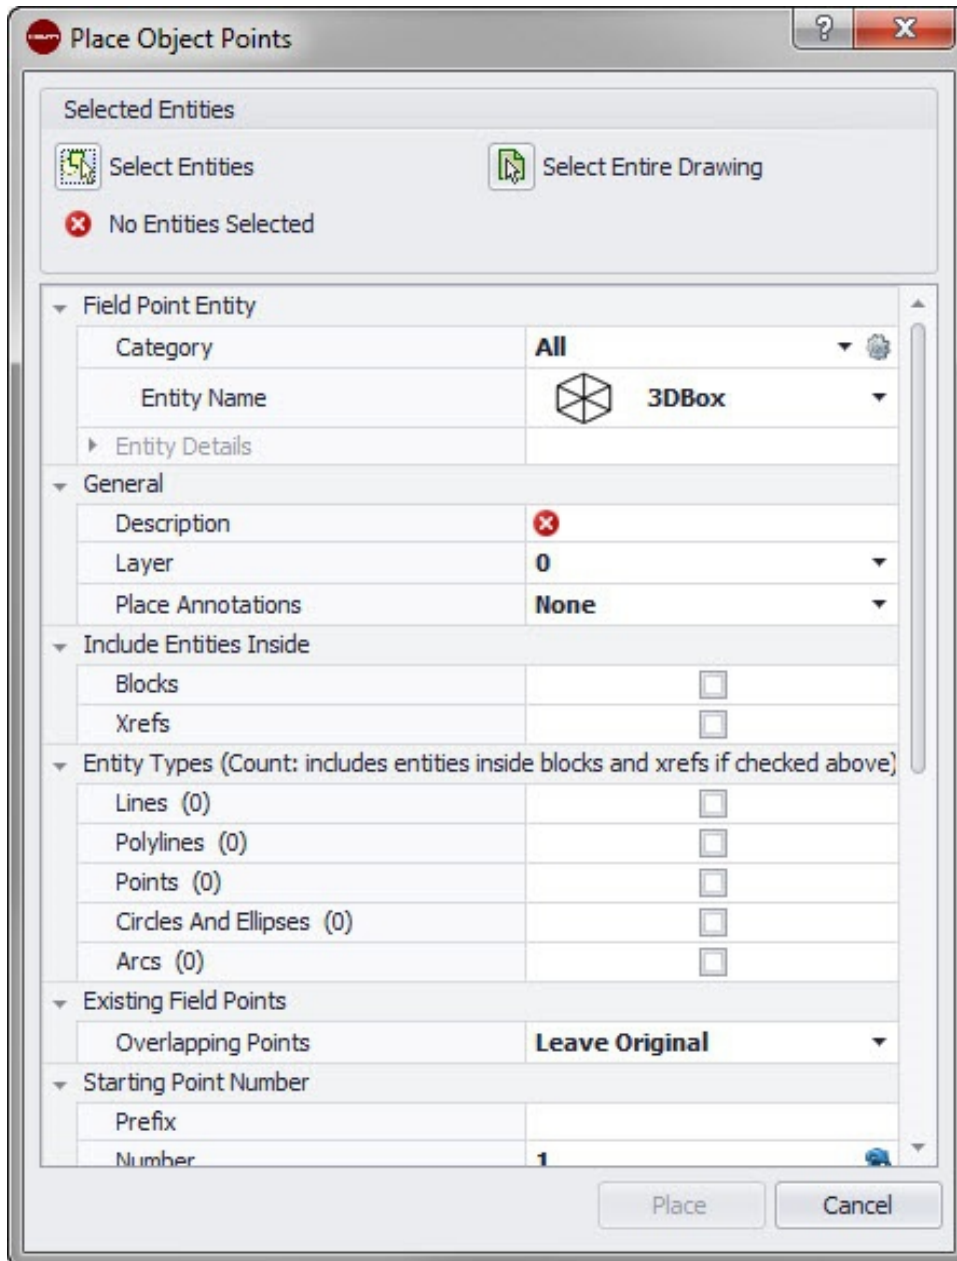 Place Object Points
Selected Entities
Select Entities Select Entire Drawing
No Entities Selected
Field Point Entity
Category All
Entity Name 3DBox
Entity Details
General
Description
Layer 0
Place Annotations None
Include Entities Inside
Blocks
Xrefs
Entity Types (Count: includes entities inside blocks and xrefs if checked above)
Lines (0)
Polylines (0)
Points (0)
Circles And Ellipses (0)
Arcs (0)
Existing Field Points
Overlapping Points Leave Original
Starting Point Number
Prefix
Number 1
Place Cancel